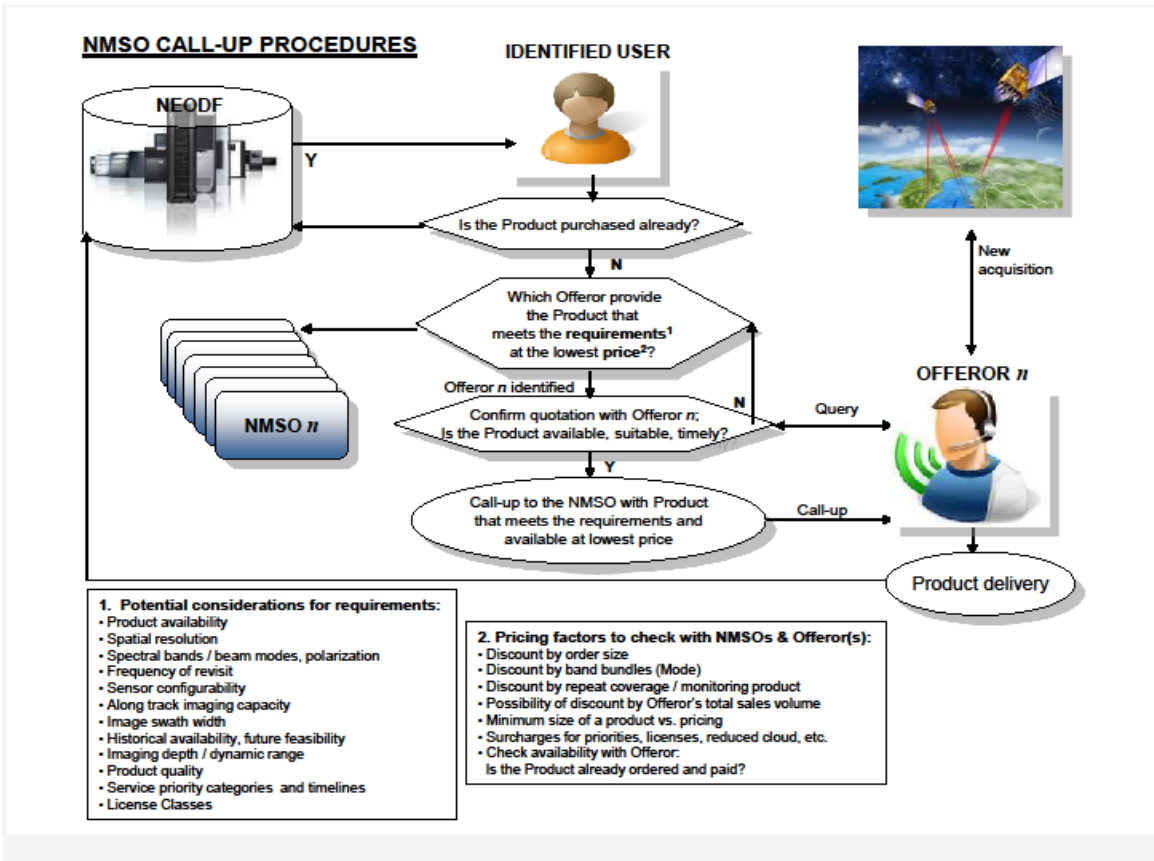 NMSO CALL-UP PROCEDURES
IDENTIFIED USER
NEODF
Y
Is the Product purchased already?
N
New
acquisition
Which Offeror provide
the Product that
meets the requirements¹
at the lowest price²?
OFFEROR n
Offeror n identified
N
Query
NMSO n
Confirm quotation with Offeror n;
Is the Product available, suitable, timely?
Y
Call-up to the NMSO with Product
that meets the requirements and
available at lowest price
Call-up
Product delivery
1. Potential considerations for requirements:
• Product availability
• Spatial resolution
• Spectral bands / beam modes, polarization
• Frequency of revisit
• Sensor configurability
• Along track imaging capacity
• Image swath width
• Historical availability, future feasibility
• Imaging depth / dynamic range
• Product quality
• Service priority categories and timelines
• License Classes
2. Pricing factors to check with NMSOs & Offeror(s):
• Discount by order size
• Discount by band bundles (Mode)
• Discount by repeat coverage / monitoring product
• Possibility of discount by Offeror's total sales volume
• Minimum size of a product vs. pricing
• Surcharges for priorities, licenses, reduced cloud, etc.
• Check availability with Offeror:
Is the Product already ordered and paid?